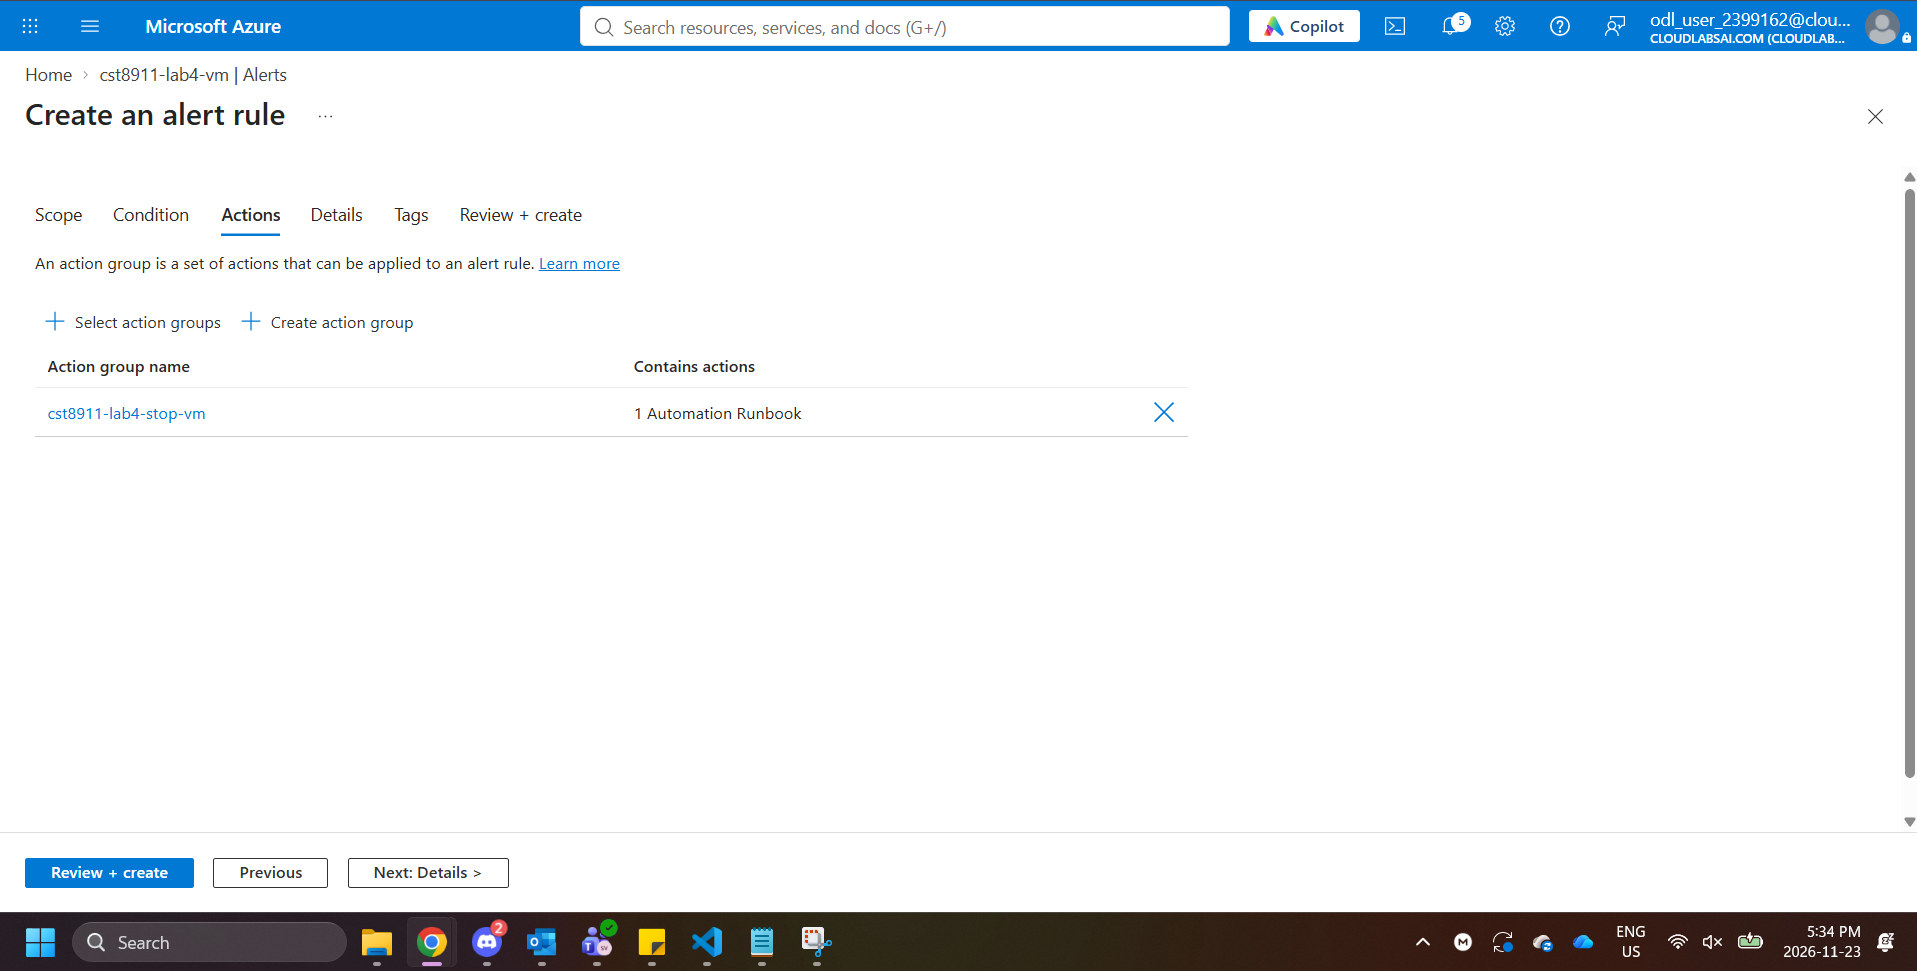 Microsoft Azure
Search resources, services, and docs (G+/)
Copilot
5
odl_user_2399162@clou...
CLOUDLABSAI.COM (CLOUDLAB...
Home > cst8911-lab4-vm | Alerts
Create an alert rule ...
Scope Condition Actions Details Tags Review + create
An action group is a set of actions that can be applied to an alert rule. Learn more
+ Select action groups + Create action group
Action group name Contains actions
cst8911-lab4-stop-vm 1 Automation Runbook
Review + create Previous Next: Details >
Search
2
ENG
US
5:34 PM
2026-11-23